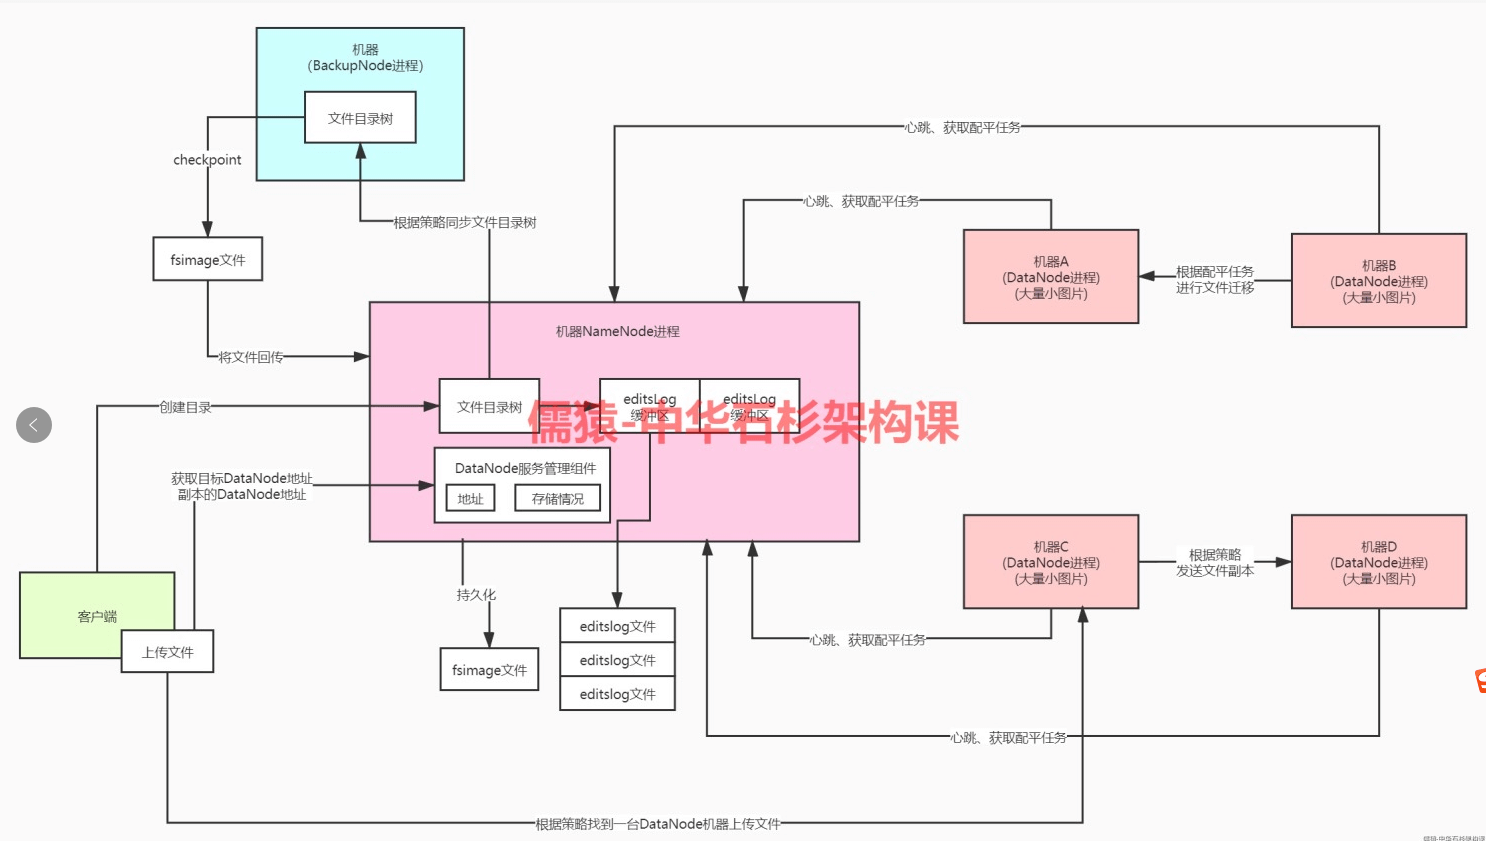 机器
（BackupNode进程）
文件目录树
checkpoint
fsimage文件
将文件回传
根据策略同步文件目录树
心跳、获取配平任务
心跳、获取配平任务
机器A
(DataNode进程)
(大量小图片)
根据配平任务
进行文件迁移
机器B
(DataNode进程)
(大量小图片)
机器NameNode进程
创建目录
文件目录树
editsLog
缓冲区
editsLog
缓冲区
儒猿-中华石杉架构课
获取目标DataNode地址
副本的DataNode地址
DataNode服务管理组件
地址
存储情况
客户端
上传文件
持久化
fsimage文件
editslog文件
editslog文件
editslog文件
机器C
(DataNode进程)
(大量小图片)
根据策略
发送文件副本
机器D
(DataNode进程)
(大量小图片)
心跳、获取配平任务
心跳、获取配平任务
根据策略找到一台DataNode机器上传文件